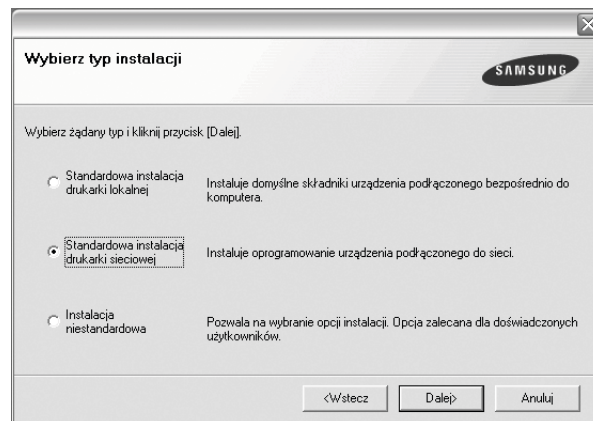 Wybierz typ instalacji
SAMSUNG
Wybierz żądany typ i kliknij przycisk [Dalej].
Standardowa instalacja
drukarki lokalnej
Instaluje domyślne składniki urządzenia podłączonego bezpośrednio do
komputera.
Standardowa instalacja
drukarki sieciowej
Instaluje oprogramowanie urządzenia podłączonego do sieci.
Instalacja
niestandardowa
Pozwala na wybranie opcji instalacji. Opcja zalecana dla doświadczonych
użytkowników.
<Wstecz
Dalej>
Anuluj